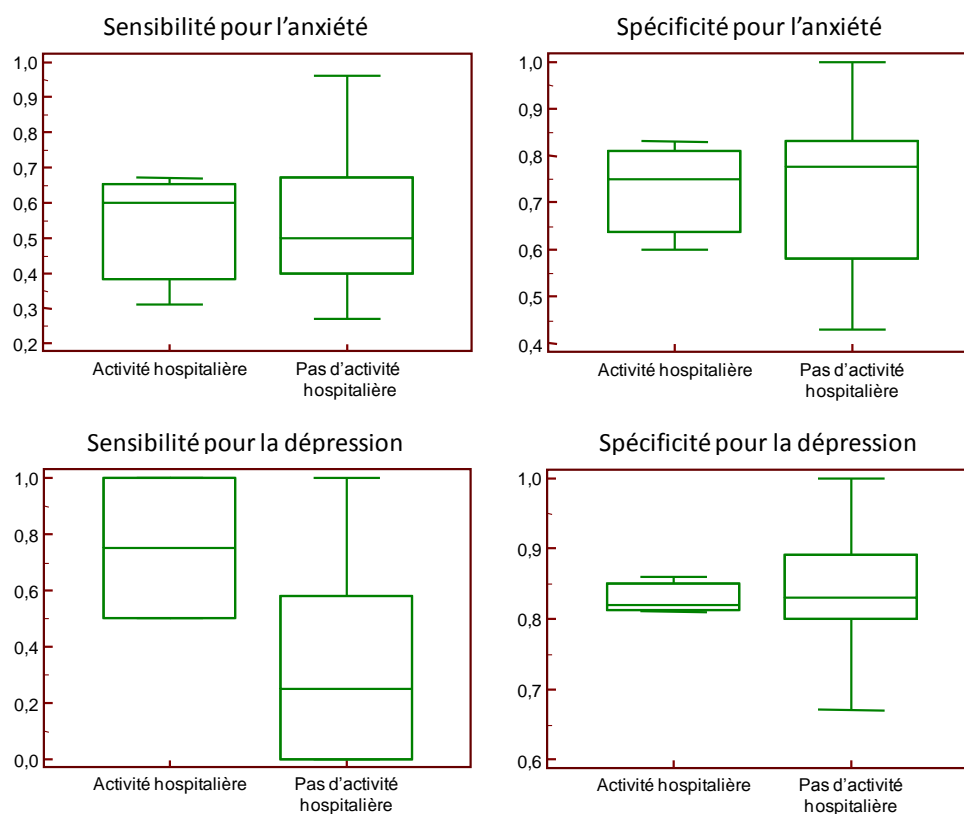 Sensibilité pour l'anxiété
1,0
0,9
0,8
0,7
0,6
0,5
0,4
0,3
0,2
Activité hospitalière
Pas d'activité
hospitalière
Spécificité pour l'anxiété
1,0
0,9
0,8
0,7
0,6
0,5
0,4
Activité hospitalière
Pas d'activité
hospitalière
Sensibilité pour la dépression
1,0
0,8
0,6
0,4
0,2
0,0
Activité hospitalière
Pas d'activité
hospitalière
Spécificité pour la dépression
1,0
0,9
0,8
0,7
0,6
Activité hospitalière
Pas d'activité
hospitalière